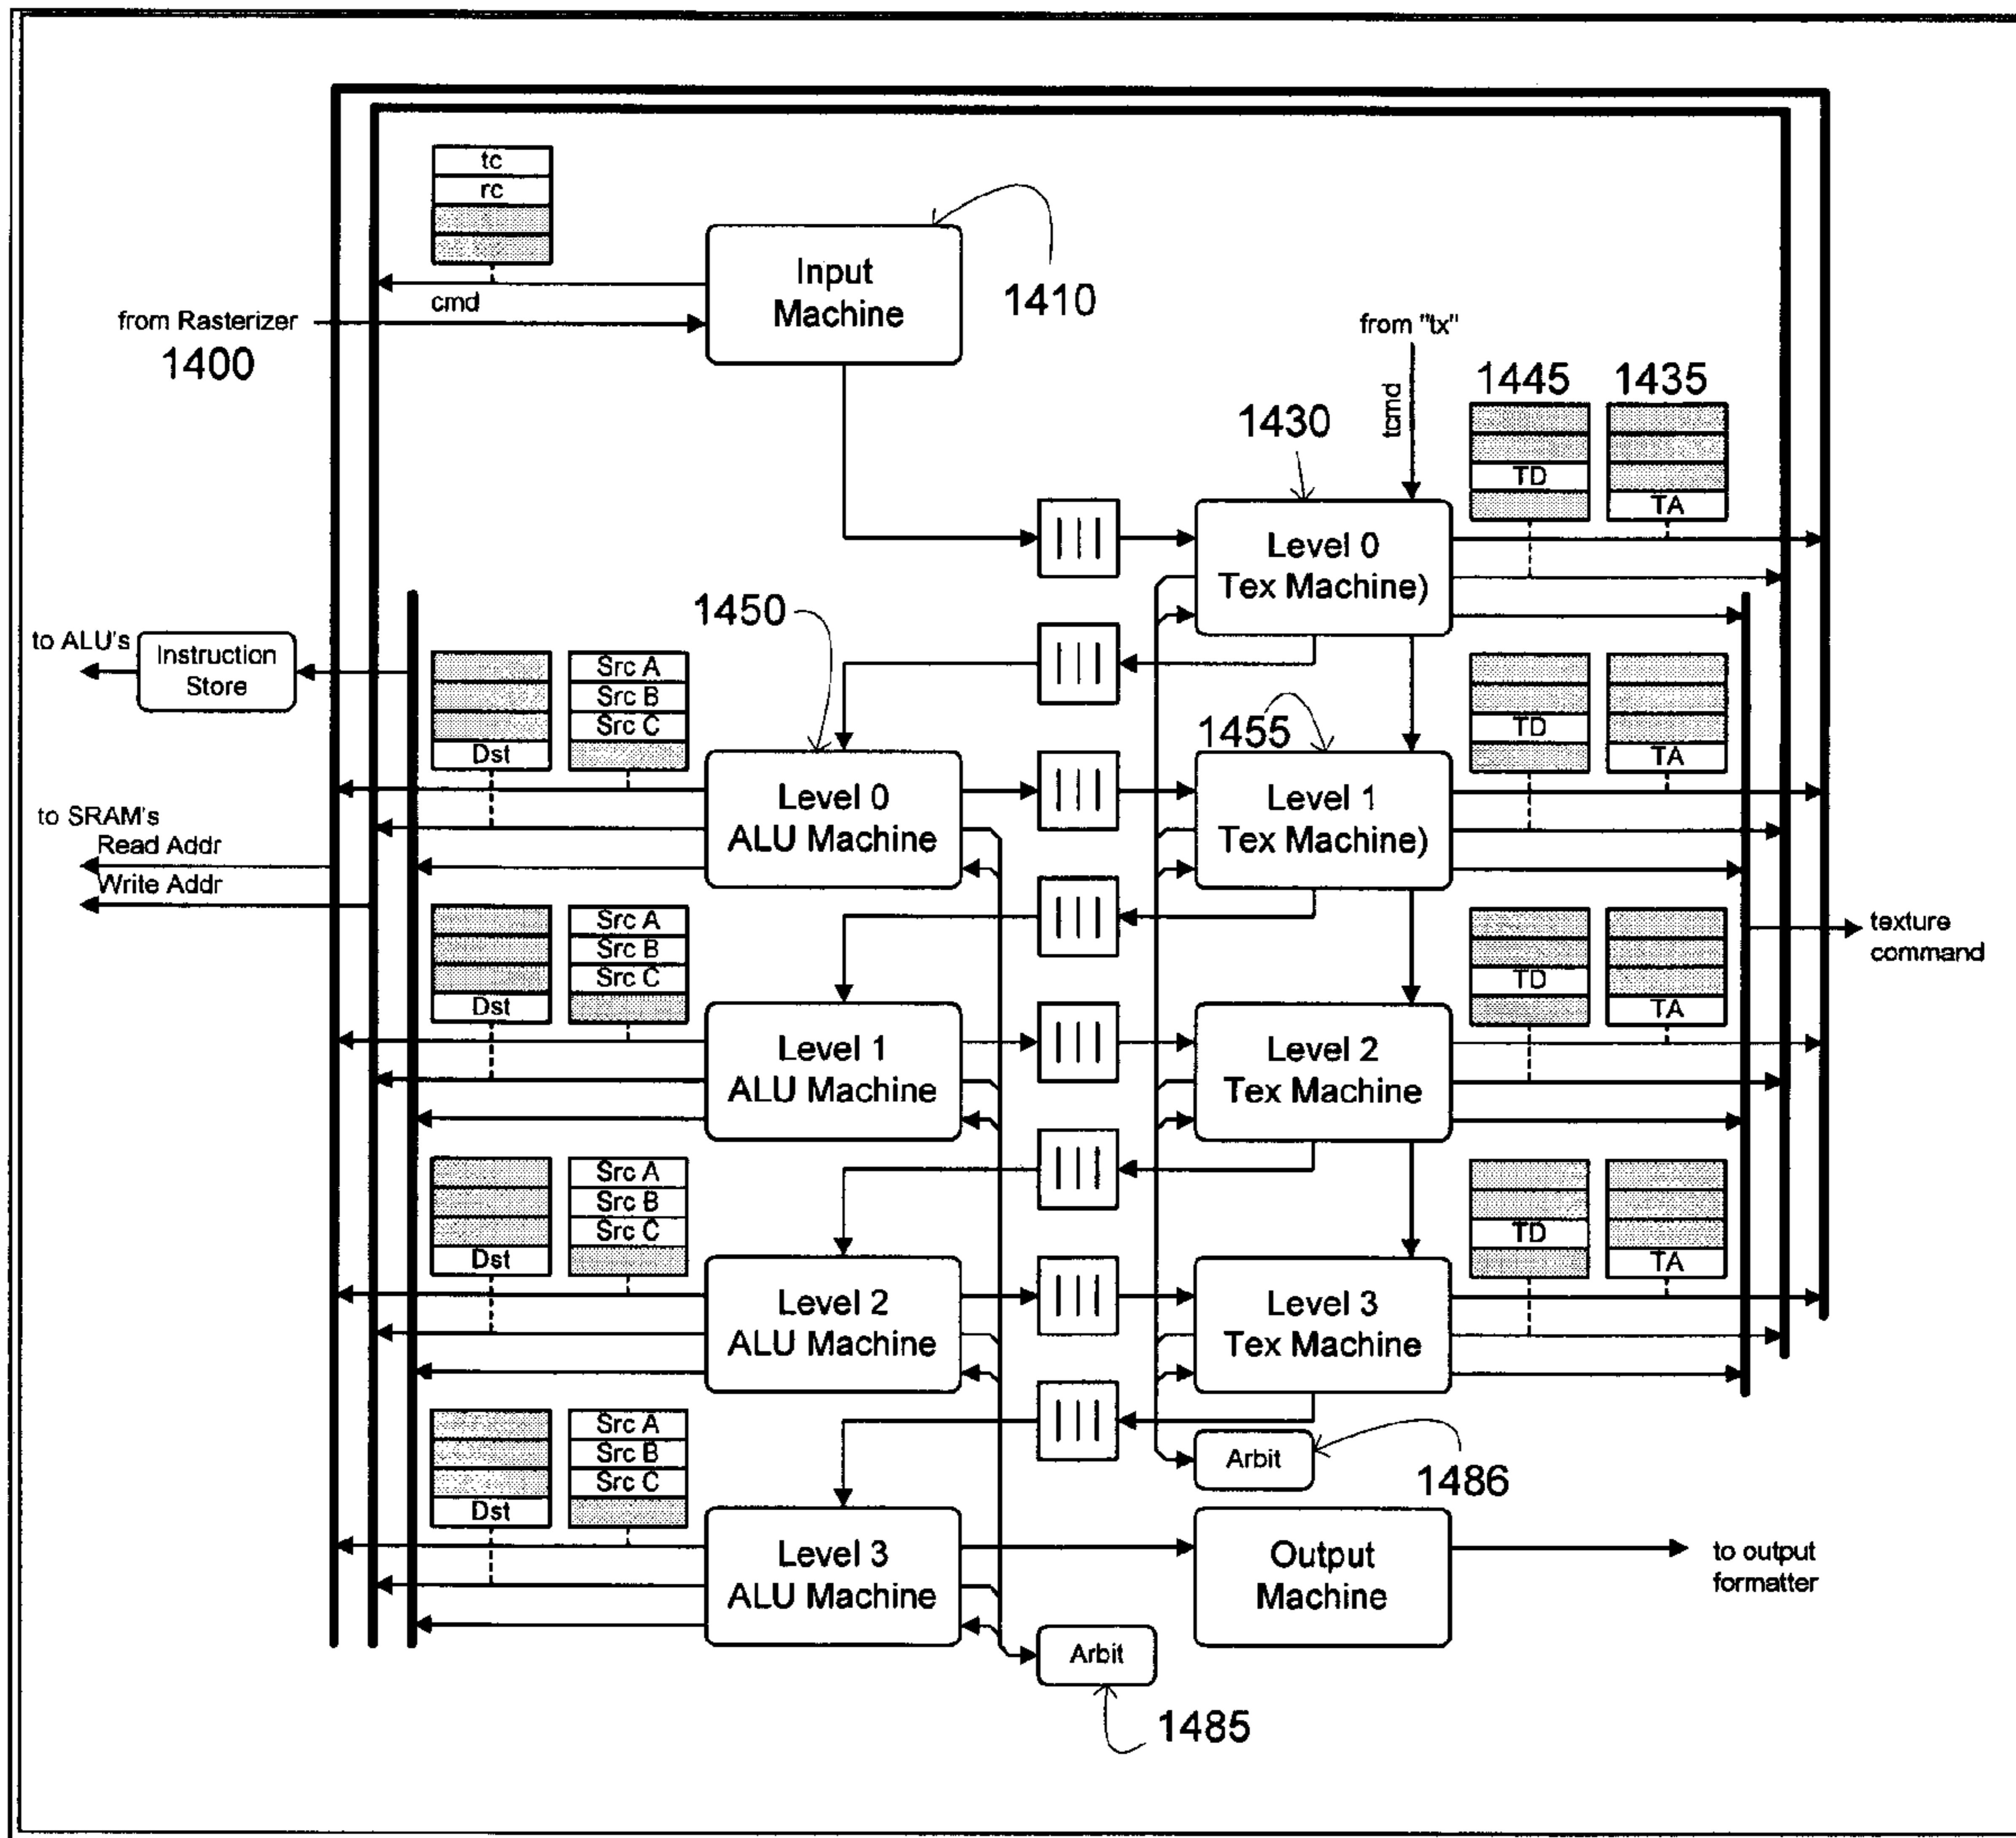 tc
rc
cmd
from Rasterizer
1400
Input
Machine
1410
from "tx"
tcmd
1445
1435
1430
TD
TA
Level 0
Tex Machine)
1450
to ALU's
Instruction
Store
Src A
Src B
Src C
Dst
Level 0
ALU Machine
1455
TD
TA
Level 1
Tex Machine)
to SRAM's
Read Addr
Write Addr
texture
command
Src A
Src B
Src C
Dst
Level 1
ALU Machine
TD
TA
Level 2
Tex Machine
Src A
Src B
Src C
Dst
Level 2
ALU Machine
TD
TA
Level 3
Tex Machine
Arbit
1486
Src A
Src B
Src C
Dst
Level 3
ALU Machine
Output
Machine
to output
formatter
Arbit
1485